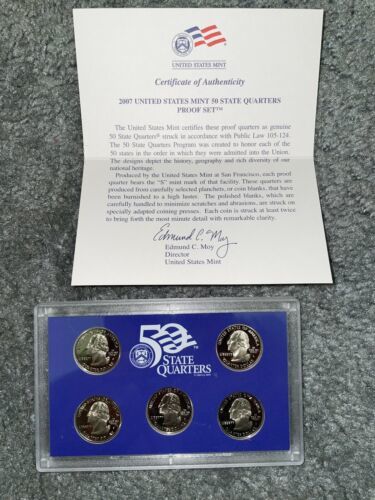 UNITED STATES MINT
Certificate of Authenticity
2007 UNITED STATES MINT 50 STATE QUARTERS
PROOF SET™
The United States Mint certifies these proof quarters as genuine
50 State Quarters® struck in accordance with Public Law 105-124.
The 50 State Quarters Program was created to honor each of the
50 states in the order in which they were admitted into the Union.
The designs depict the history, geography and rich diversity of our
national heritage.
Produced by the United States Mint at San Francisco, each proof
quarter bears the "S" mint mark of that facility. These quarters are
produced from carefully selected planchets, or coin blanks, that have
been burnished to a high luster. The polished blanks, which are
carefully handled to minimize scratches and abrasions, are struck on
specially adapted coining presses. Each coin is struck at least twice
to bring forth the most minute detail with remarkable clarity.
Edmund C. Moy
Edmund C. Moy
Director
United States Mint
50
STATE
QUARTERS
LIBERTY
LIBERTY
LIBERTY
LIBERTY
LIBERTY